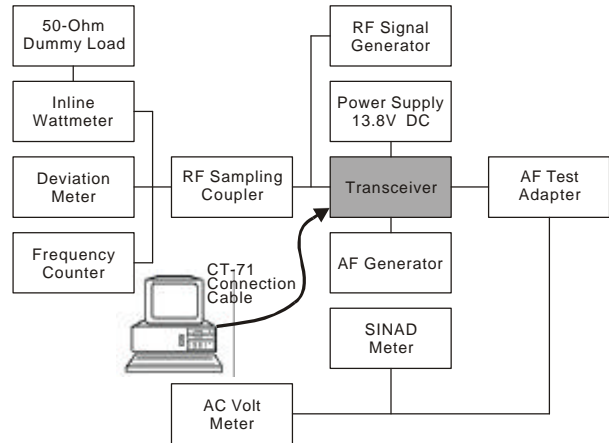 50-Ohm
Dummy Load
RF Signal
Generator
Inline
Wattmeter
Power Supply
13.8V DC
Deviation
Meter
RF Sampling
Coupler
Transceiver
AF Test
Adapter
Frequency
Counter
CT-71
Connection
Cable
AF Generator
SINAD
Meter
AC Volt
Meter